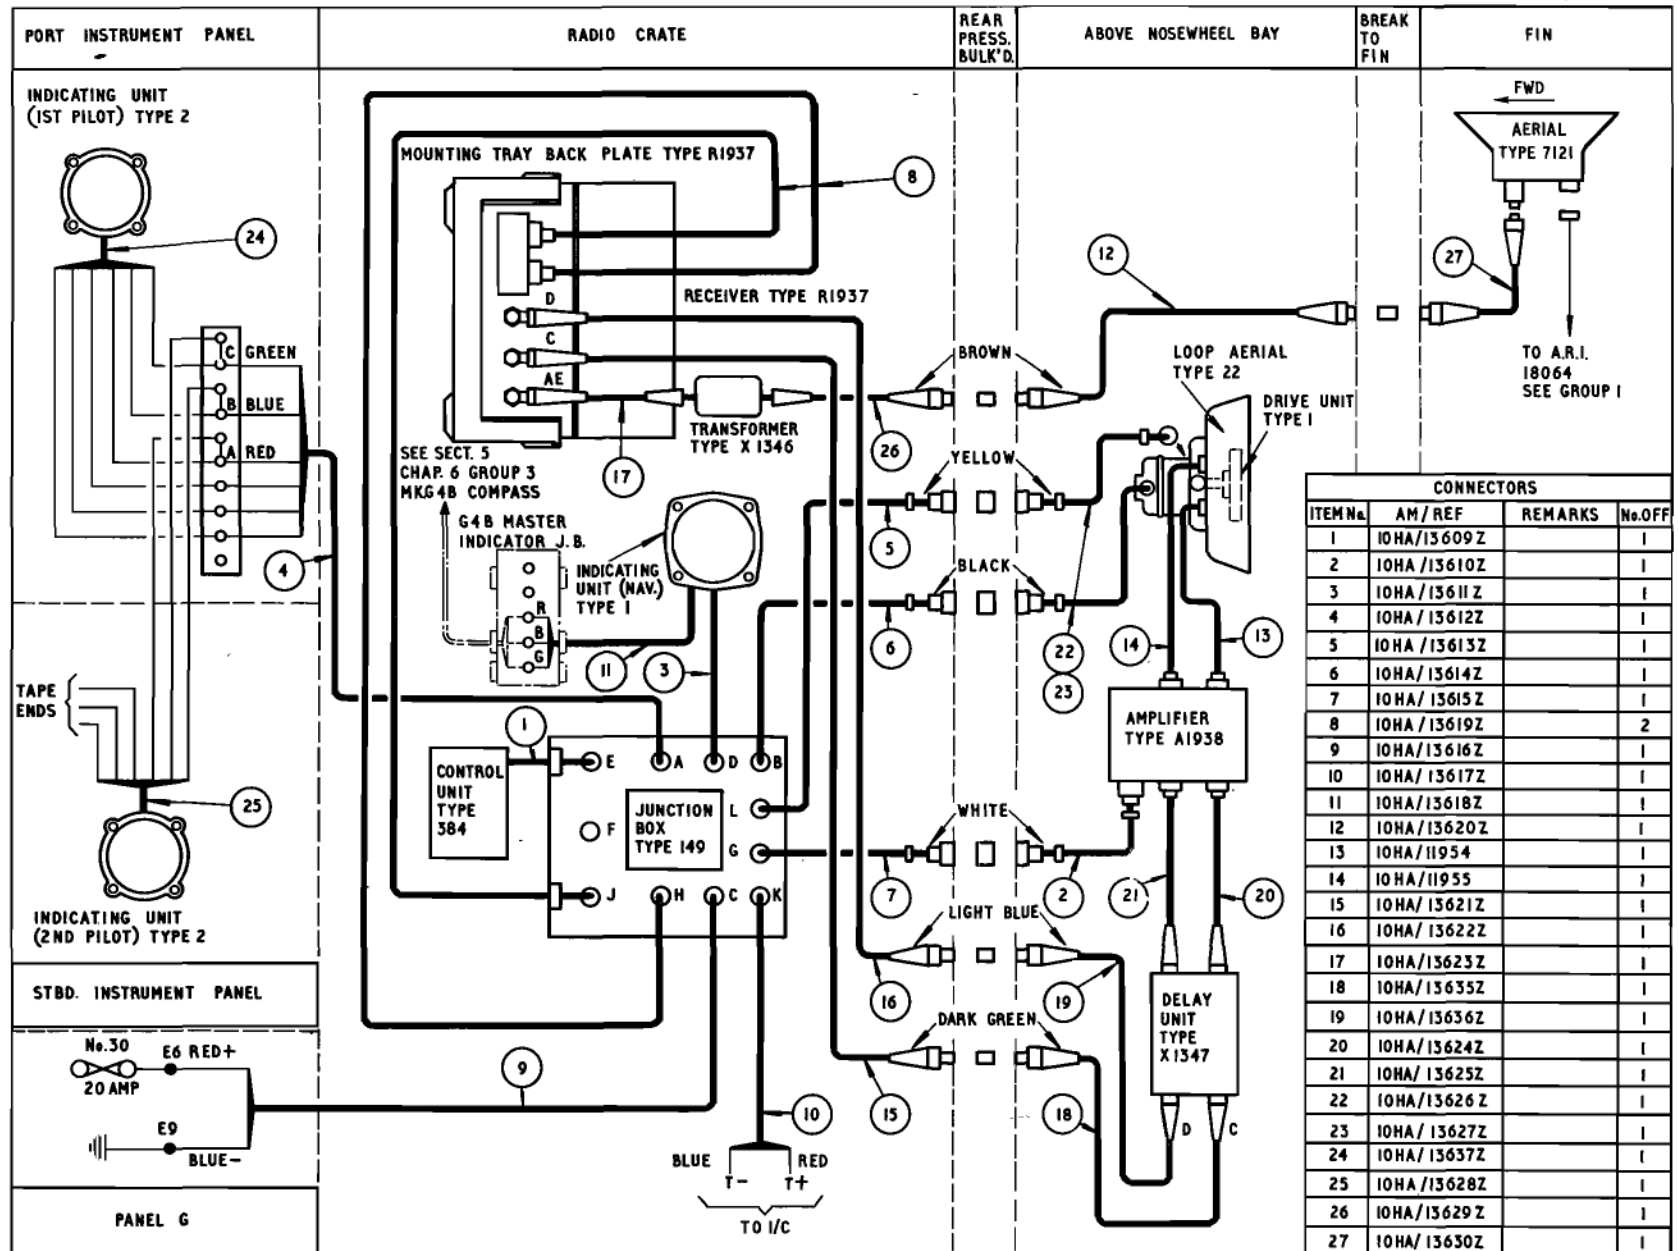 PORT INSTRUMENT PANEL
RADIO CRATE
REAR
PRESS.
BULK'D.
ABOVE NOSEWHEEL BAY
BREAK
TO
FIN
FIN
INDICATING UNIT
(1ST PILOT) TYPE 2
24
C GREEN
B BLUE
A RED
4
TAPE
ENDS
25
INDICATING UNIT
(2ND PILOT) TYPE 2
STBD. INSTRUMENT PANEL
No.30
20 AMP
E6 RED+
E9
BLUE-
PANEL G
MOUNTING TRAY BACK PLATE TYPE R1937
8
D
RECEIVER TYPE R1937
C
AE
TRANSFORMER
TYPE X 1346
17
26
SEE SECT. 5
CHAP. 6 GROUP 3
MKG4B COMPASS
G4B MASTER
INDICATOR J.B.
R
B
G
INDICATING
UNIT (NAV.)
TYPE 1
11
3
1
CONTROL
UNIT
TYPE
384
E
A
D
B
L
F
JUNCTION
BOX
TYPE 149
G
J
H
C
K
9
10
BLUE
RED
T-
T+
TO I/C
BROWN
YELLOW
5
BLACK
6
WHITE
7
2
LIGHT BLUE
16
19
DARK GREEN
15
18
12
27
FWD
AERIAL
TYPE 7121
TO A.R.I.
18064
SEE GROUP 1
LOOP AERIAL
TYPE 22
DRIVE UNIT
TYPE 1
22
23
14
13
AMPLIFIER
TYPE A1938
21
20
DELAY
UNIT
TYPE
X1347
D
C
CONNECTORS
ITEM No. AM/REF REMARKS No.OFF
1 10HA/13609Z 1
2 10HA/13610Z 1
3 10HA/13611Z 1
4 10HA/13612Z 1
5 10HA/13613Z 1
6 10HA/13614Z 1
7 10HA/13615Z 1
8 10HA/13619Z 2
9 10HA/13616Z 1
10 10HA/13617Z 1
11 10HA/13618Z 1
12 10HA/13620Z 1
13 10HA/11954 1
14 10HA/11955 1
15 10HA/13621Z 1
16 10HA/13622Z 1
17 10HA/13623Z 1
18 10HA/13635Z 1
19 10HA/13636Z 1
20 10HA/13624Z 1
21 10HA/13625Z 1
22 10HA/13626Z 1
23 10HA/13627Z 1
24 10HA/13637Z 1
25 10HA/13628Z 1
26 10HA/13629Z 1
27 10HA/13630Z 1